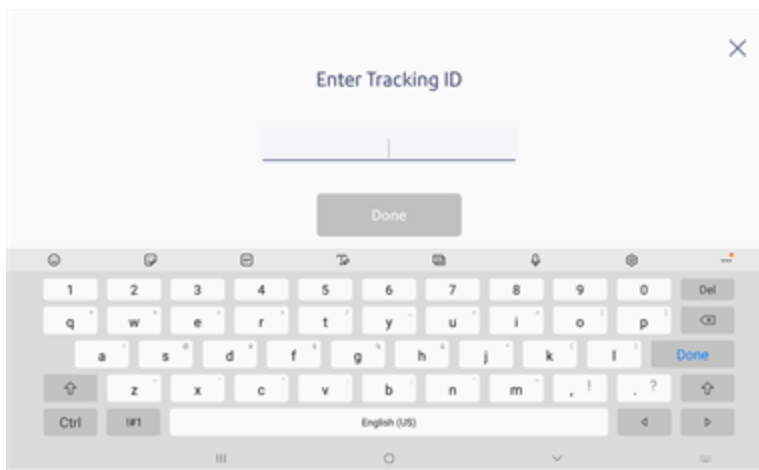 Enter Tracking ID
Done
1 2 3 4 5 6 7 8 9 0 Del
q w e r t y u i o p
a s d f g h j k l Done
z x c v b n m , ! . ?
Ctrl !#1 English (US)